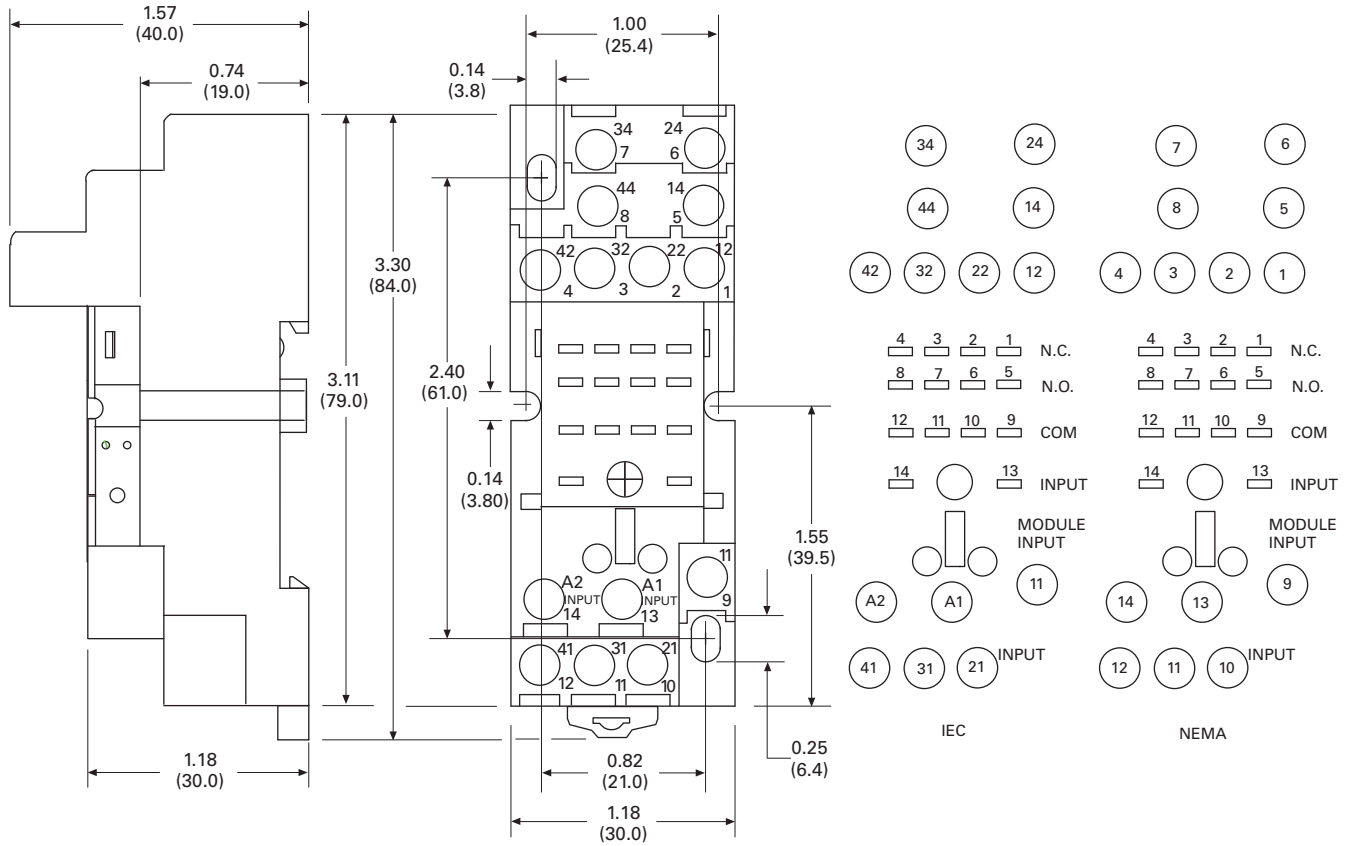 1.57
(40.0)
0.74
(19.0)
3.11
(79.0)
3.30
(84.0)
1.18
(30.0)
1.00
(25.4)
0.14
(3.8)
2.40
(61.0)
0.14
(3.80)
1.55
(39.5)
0.25
(6.4)
0.82
(21.0)
1.18
(30.0)
34 24
7 6
44 14
8 5
42 32 22 12
4 3 2 1
11
9
A2 A1
INPUT INPUT
14 13
41 31 21
12 11 10
34 24
44 14
42 32 22 12
4 3 2 1 N.C.
8 7 6 5 N.O.
12 11 10 9 COM
14 13 INPUT
MODULE
INPUT
11
A2 A1
41 31 21 INPUT
IEC
7 6
8 5
4 3 2 1
4 3 2 1 N.C.
8 7 6 5 N.O.
12 11 10 9 COM
14 13 INPUT
MODULE
INPUT
9
14 13
12 11 10 INPUT
NEMA